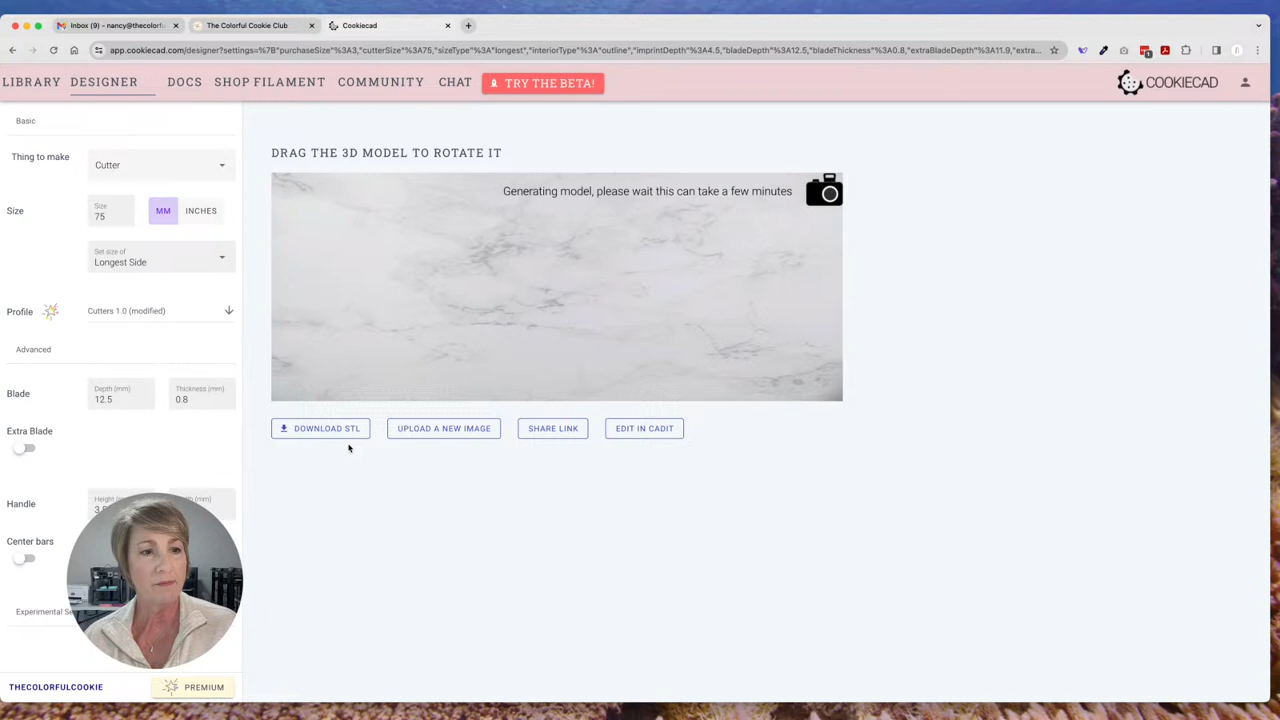 Inbox (9) – nancy@thecolorfu
The Colorful Cookie Club
Cookiecad
app.cookiecad.com/designer?settings=%7B"purchaseSize"%3A3,"cutterSize"%3A75,"sizeType"%3A"longest","interiorType"%3A"outline","imprintDepth"%3A4.5,"bladeDepth"%3A12.5,"bladeThickness"%3A0.8,"extraBladeDepth"%3A11.9,"extra...
LIBRARY DESIGNER DOCS SHOP FILAMENT COMMUNITY CHAT TRY THE BETA! COOKIECAD
Basic
Thing to make
Cutter
Size
Size
75
MM
INCHES
Set size of
Longest Side
Profile
Cutters 1.0 (modified)
Advanced
Blade
Depth (mm)
12.5
Thickness (mm)
0.8
Extra Blade
Handle
Center bars
THECOLORFULCOOKIE
PREMIUM
DRAG THE 3D MODEL TO ROTATE IT
Generating model, please wait this can take a few minutes
DOWNLOAD STL
UPLOAD A NEW IMAGE
SHARE LINK
EDIT IN CADIT